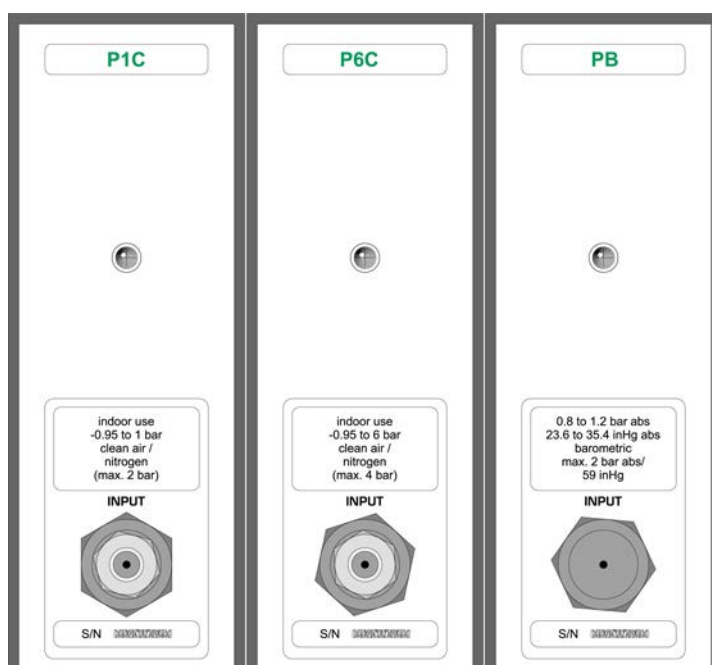 P1C
indoor use
-0.95 to 1 bar
clean air /
nitrogen
(max. 2 bar)
INPUT
S/N
P6C
indoor use
-0.95 to 6 bar
clean air /
nitrogen
(max. 4 bar)
INPUT
S/N
PB
0.8 to 1.2 bar abs
23.6 to 35.4 inHg abs
barometric
max. 2 bar abs/
59 inHg
INPUT
S/N